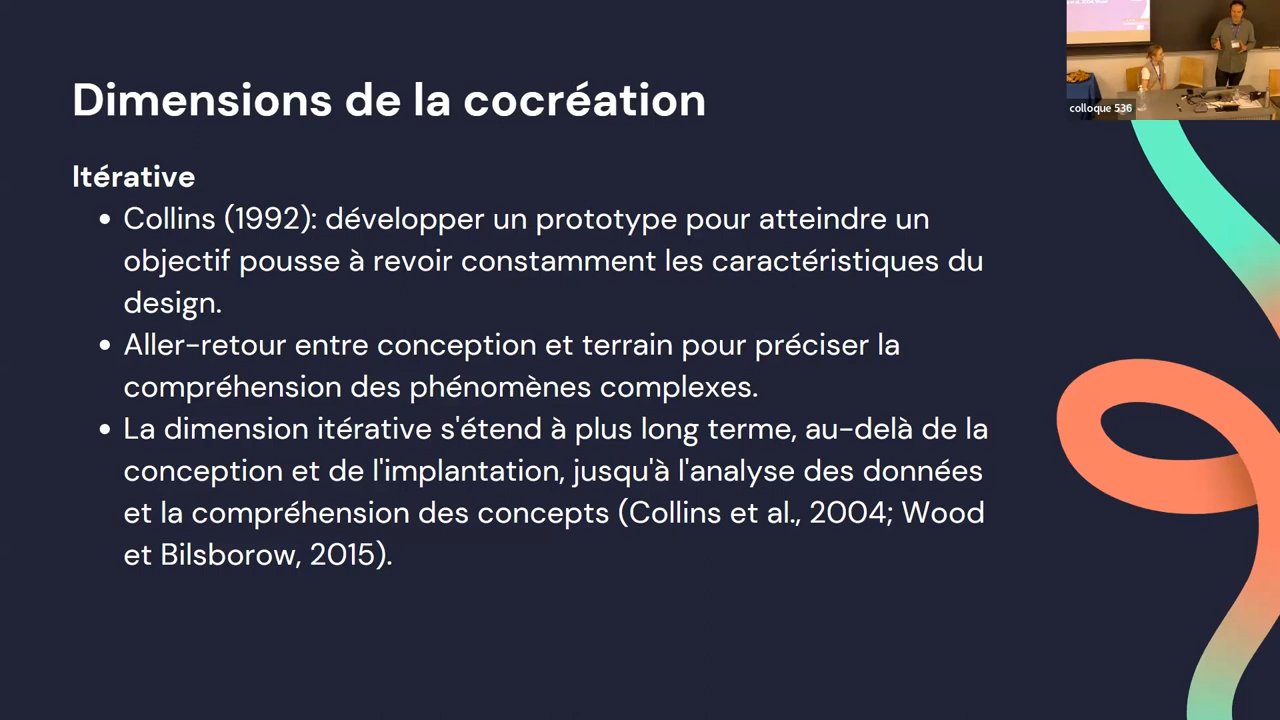 Dimensions de la cocréation
colloque 536
Itérative
• Collins (1992): développer un prototype pour atteindre un
objectif pousse à revoir constamment les caractéristiques du
design.
• Aller-retour entre conception et terrain pour préciser la
compréhension des phénomènes complexes.
• La dimension itérative s'étend à plus long terme, au-delà de la
conception et de l'implantation, jusqu'à l'analyse des données
et la compréhension des concepts (Collins et al., 2004; Wood
et Bilsborow, 2015).